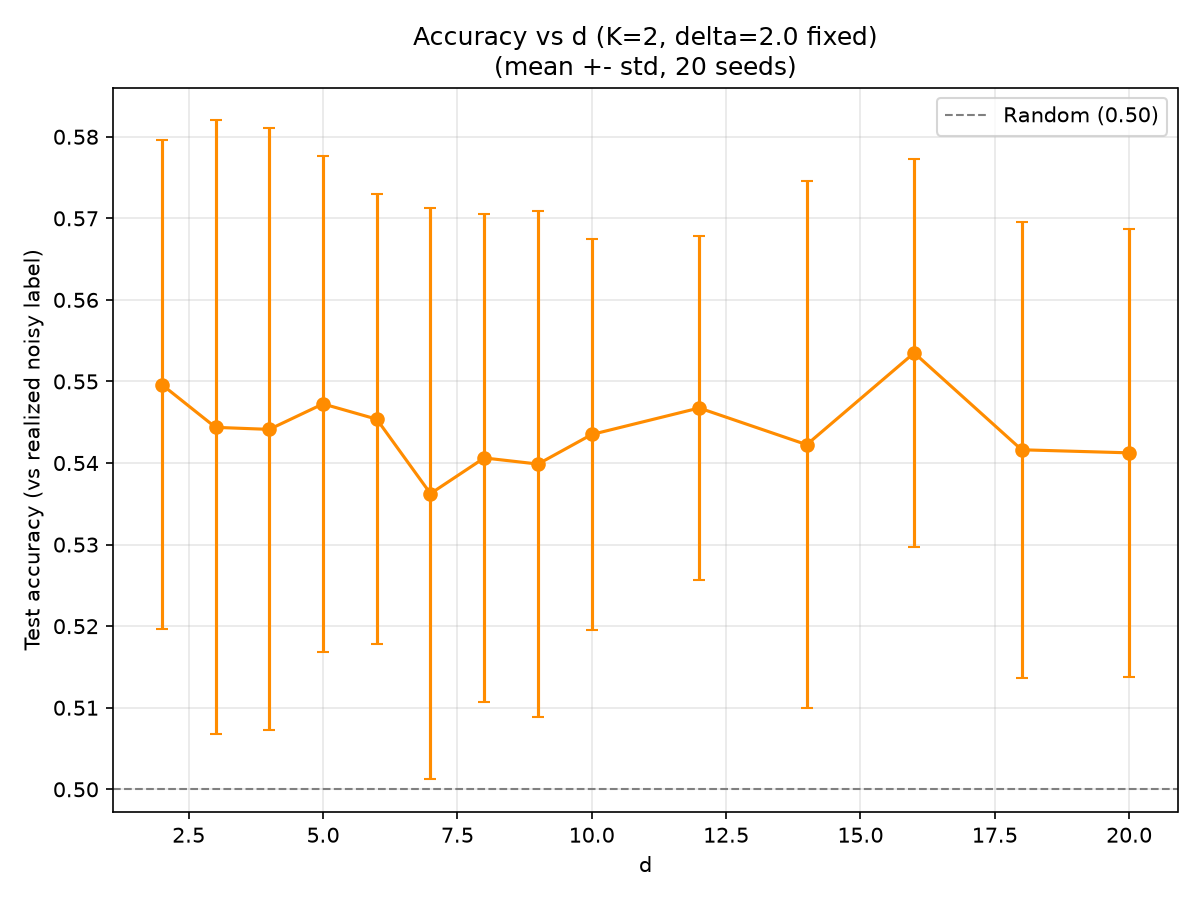 Accuracy vs d (K=2, delta=2.0 fixed)
(mean +- std, 20 seeds)
Random (0.50)
Test accuracy (vs realized noisy label)
0.58
0.57
0.56
0.55
0.54
0.53
0.52
0.51
0.50
2.5 5.0 7.5 10.0 12.5 15.0 17.5 20.0
d